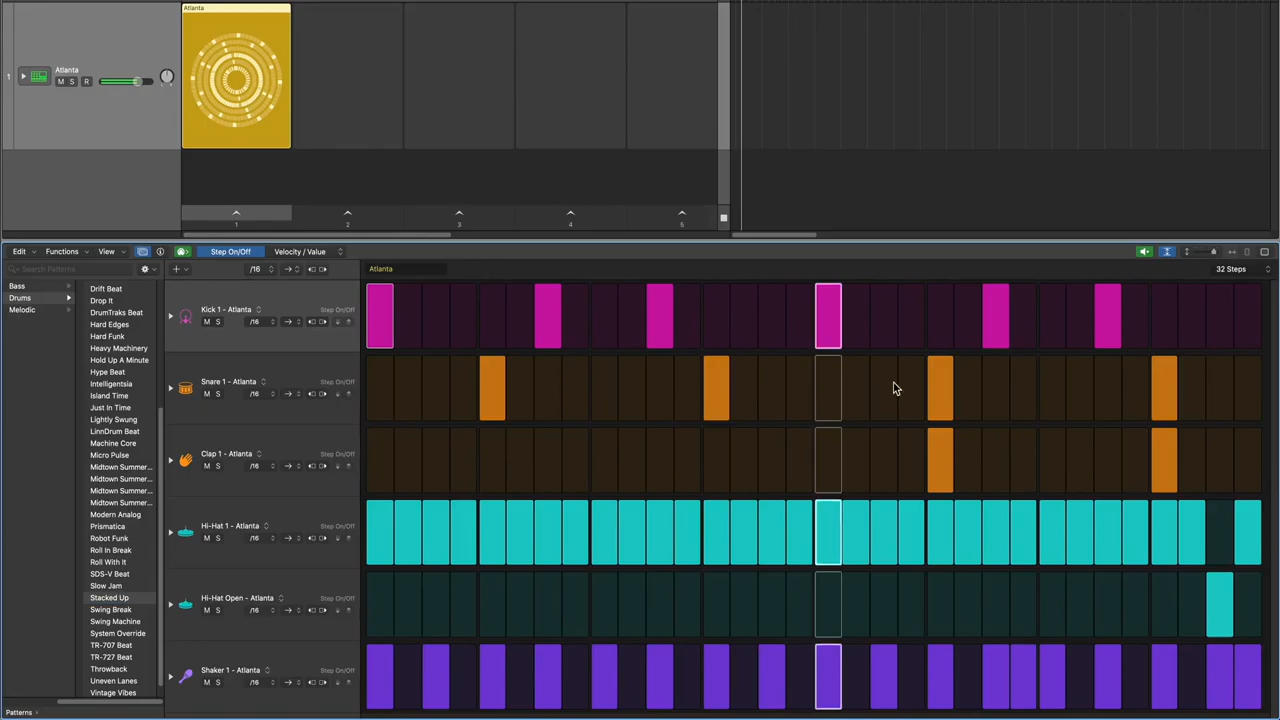 Atlanta
1
Atlanta
M S R
1 2 3 4 5
Edit Functions View Step On/Off Velocity / Value
Search Patterns /16 Atlanta 32 Steps
Bass
Drums
Melodic
Drift Beat
Drop It
DrumTraks Beat
Hard Edges
Hard Funk
Heavy Machinery
Hold Up A Minute
Hype Beat
Intelligentsia
Island Time
Just In Time
Lightly Swung
LinnDrum Beat
Machine Core
Micro Pulse
Midtown Summer...
Midtown Summer...
Midtown Summer...
Midtown Summer...
Modern Analog
Prismatica
Robot Funk
Roll In Break
Roll With It
SDS-V Beat
Slow Jam
Stacked Up
Swing Break
Swing Machine
System Override
TR-707 Beat
TR-727 Beat
Throwback
Uneven Lanes
Vintage Vibes
Kick 1 - Atlanta Step On/Off
M S /16
Snare 1 - Atlanta Step On/Off
M S /16
Clap 1 - Atlanta Step On/Off
M S /16
Hi-Hat 1 - Atlanta Step On/Off
M S /16
Hi-Hat Open - Atlanta Step On/Off
M S /16
Shaker 1 - Atlanta Step On/Off
M S /16
Patterns